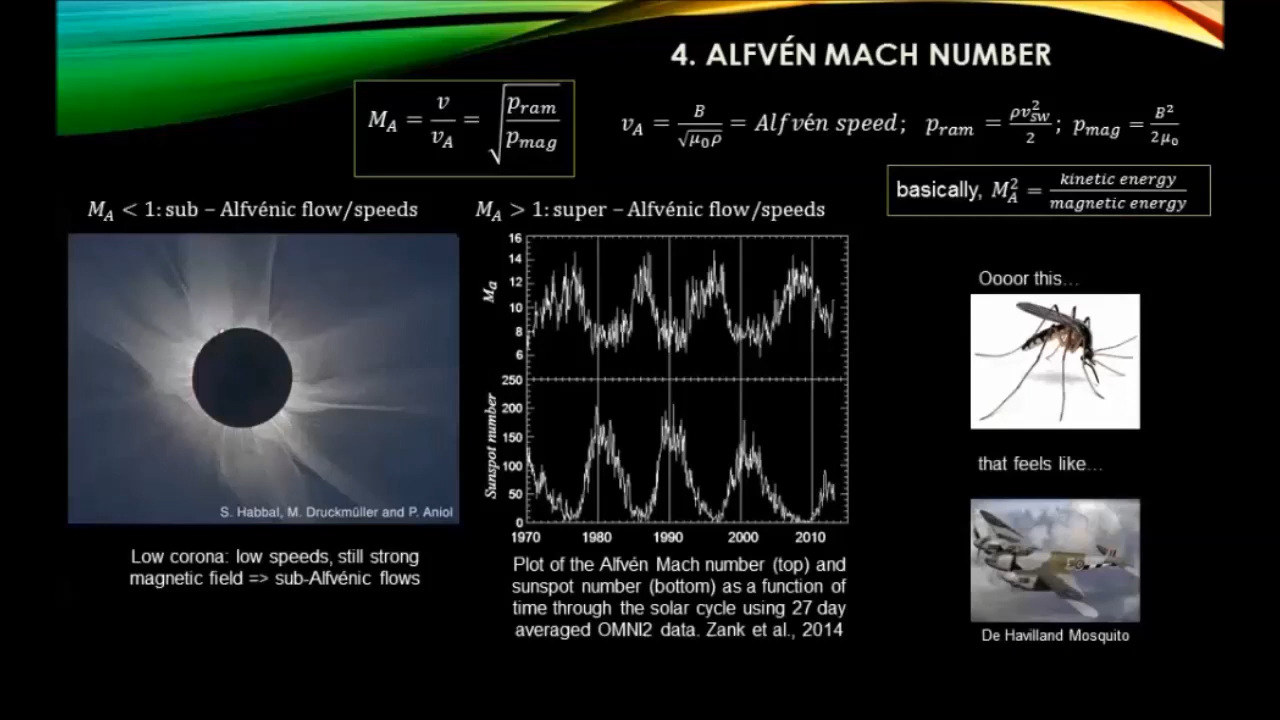 4. ALFVÉN MACH NUMBER
M_A = v/v_A = √(p_ram/p_mag)
v_A = B/√(μ₀ρ) = Alfvén speed; p_ram = ρv²_sw/2; p_mag = B²/2μ₀
basically, M_A² = kinetic energy/magnetic energy
M_A < 1: sub – Alfvénic flow/speeds
S. Habbal, M. Druckmüller and P. Aniol
Low corona: low speeds, still strong
magnetic field => sub-Alfvénic flows
M_A > 1: super – Alfvénic flow/speeds
16
14
12
10
8
6
Ma
250
200
150
100
50
0
Sunspot number
1970 1980 1990 2000 2010
Plot of the Alfvén Mach number (top) and
sunspot number (bottom) as a function of
time through the solar cycle using 27 day
averaged OMNI2 data. Zank et al., 2014
Oooor this…
that feels like…
De Havilland Mosquito